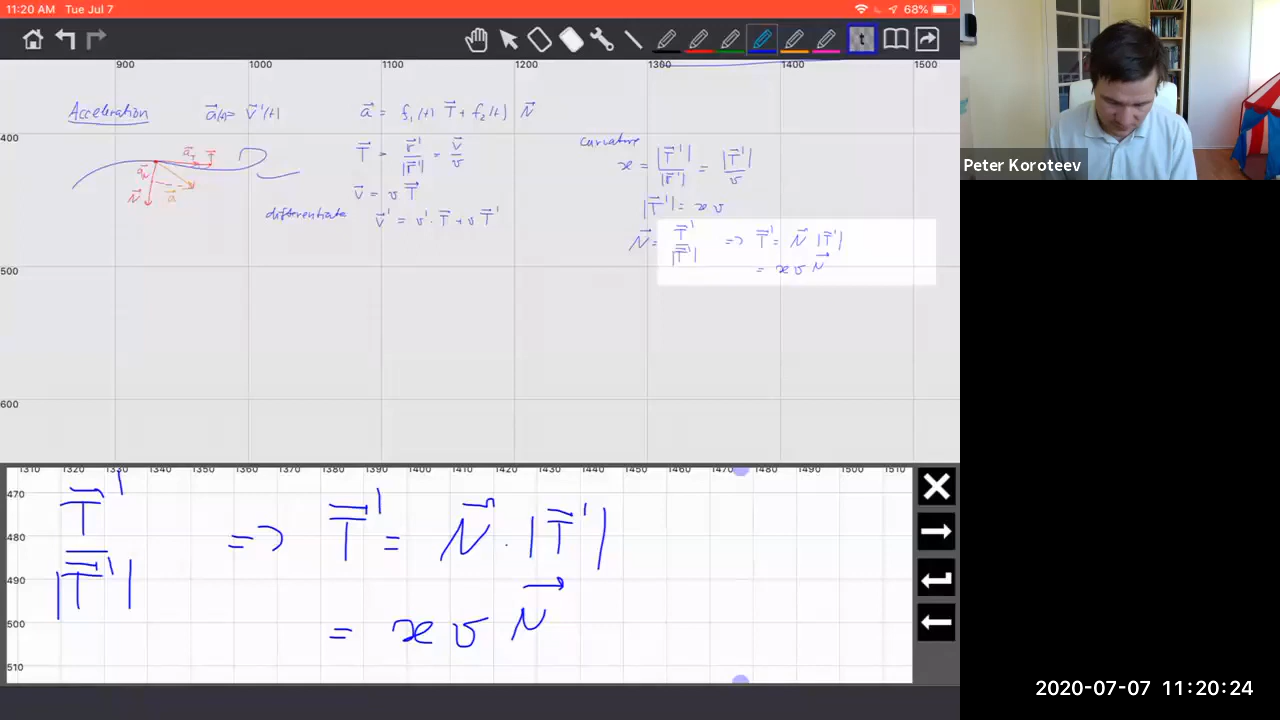 11:20 AM Tue Jul 7
68%
t
900 1000 1100 1200 1300 1400 1500
400
500
600
Acceleration a⃗(t) = v⃗'(t)
a⃗ = f₁(t) T⃗ + f₂(t) N⃗
T⃗ = r⃗'/|r⃗'| = v⃗/v
v⃗ = v T⃗
differentiate v⃗' = v'·T⃗ + v T⃗'
a⃗_T T⃗
a⃗_N
N⃗ a⃗
curvature
ϰ = |T⃗'|/|r⃗'| = |T⃗'|/v
|T⃗'| = ϰ v
N⃗ = T⃗'/|T⃗'| => T⃗' = N⃗ |T⃗'|
= ϰ v N⃗
1310 1320 1330 1340 1350 1360 1370 1380 1390 1400 1410 1420 1430 1440 1450 1460 1470 1480 1490 1500 1510
470
480
490
500
510
T⃗'/|T⃗'| => T⃗' = N⃗ · |T⃗'|
= ϰ v N⃗
Peter Koroteev
2020-07-07 11:20:24